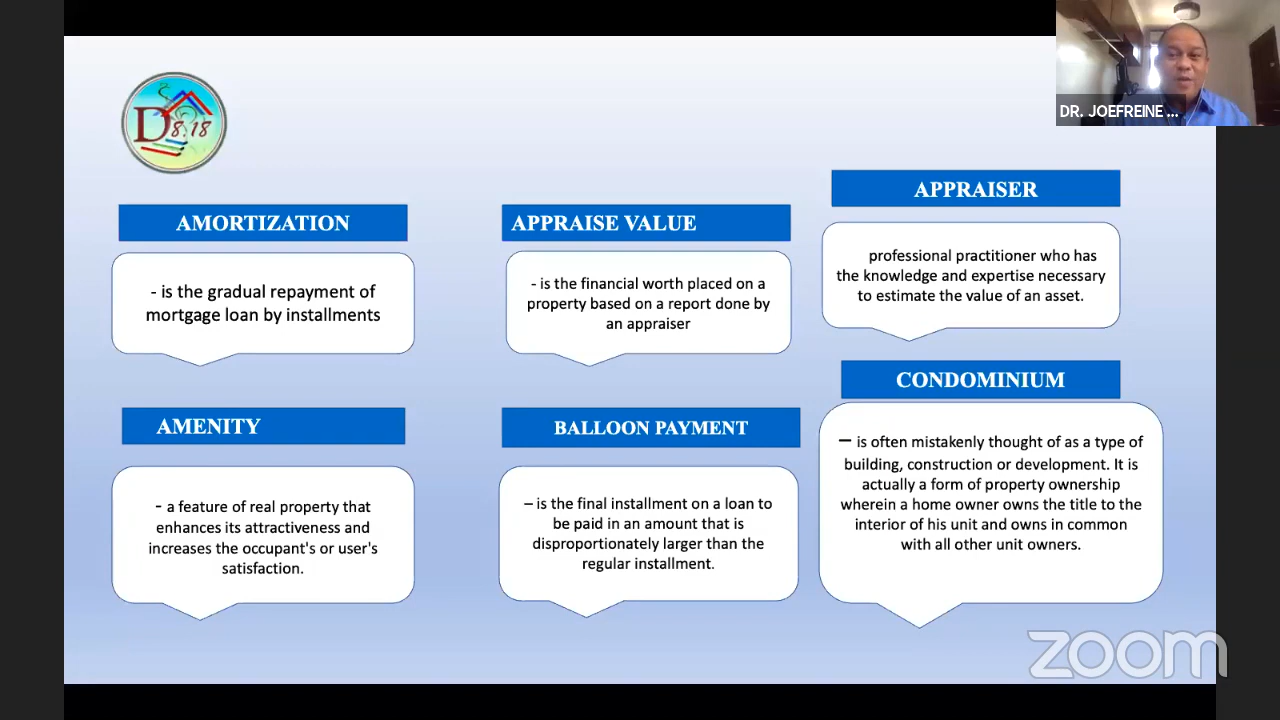 DR. JOEFREINE ...
D 8:18
AMORTIZATION
- is the gradual repayment of
mortgage loan by installments
APPRAISE VALUE
- is the financial worth placed on a
property based on a report done by
an appraiser
APPRAISER
professional practitioner who has
the knowledge and expertise necessary
to estimate the value of an asset.
AMENITY
- a feature of real property that
enhances its attractiveness and
increases the occupant's or user's
satisfaction.
BALLOON PAYMENT
– is the final installment on a loan to
be paid in an amount that is
disproportionately larger than the
regular installment.
CONDOMINIUM
– is often mistakenly thought of as a type of
building, construction or development. It is
actually a form of property ownership
wherein a home owner owns the title to the
interior of his unit and owns in common
with all other unit owners.
zoom